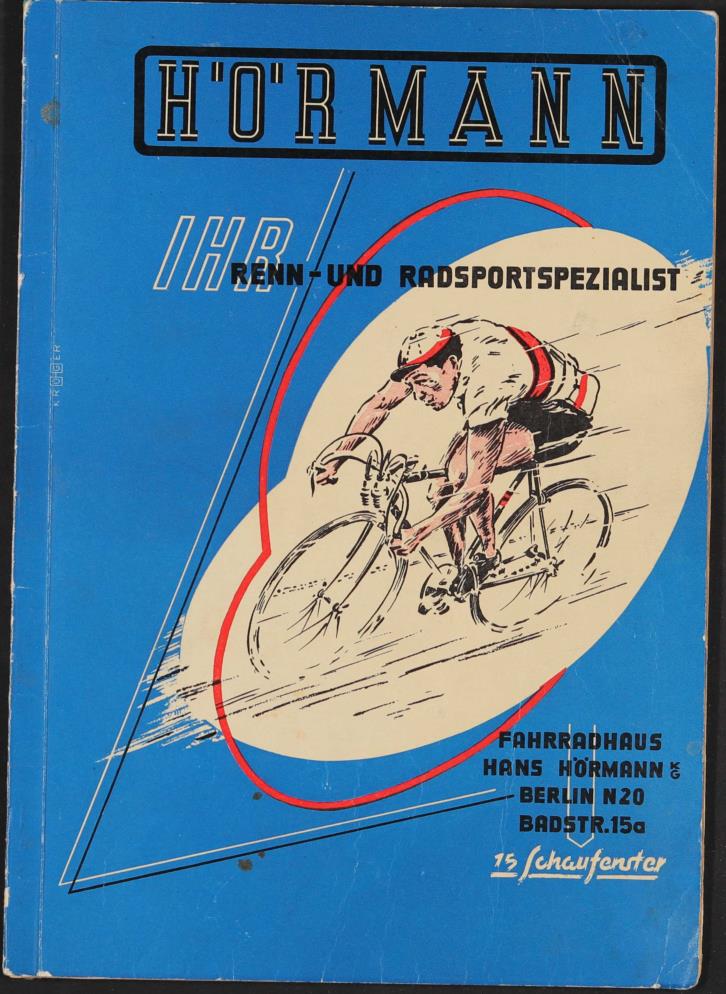 HÖRMANN
IHR
RENN-UND RADSPORTSPEZIALIST
KRÜGER
FAHRRADHAUS
HANS HÖRMANN KG
BERLIN N20
BADSTR.15a
15 Schaufenster